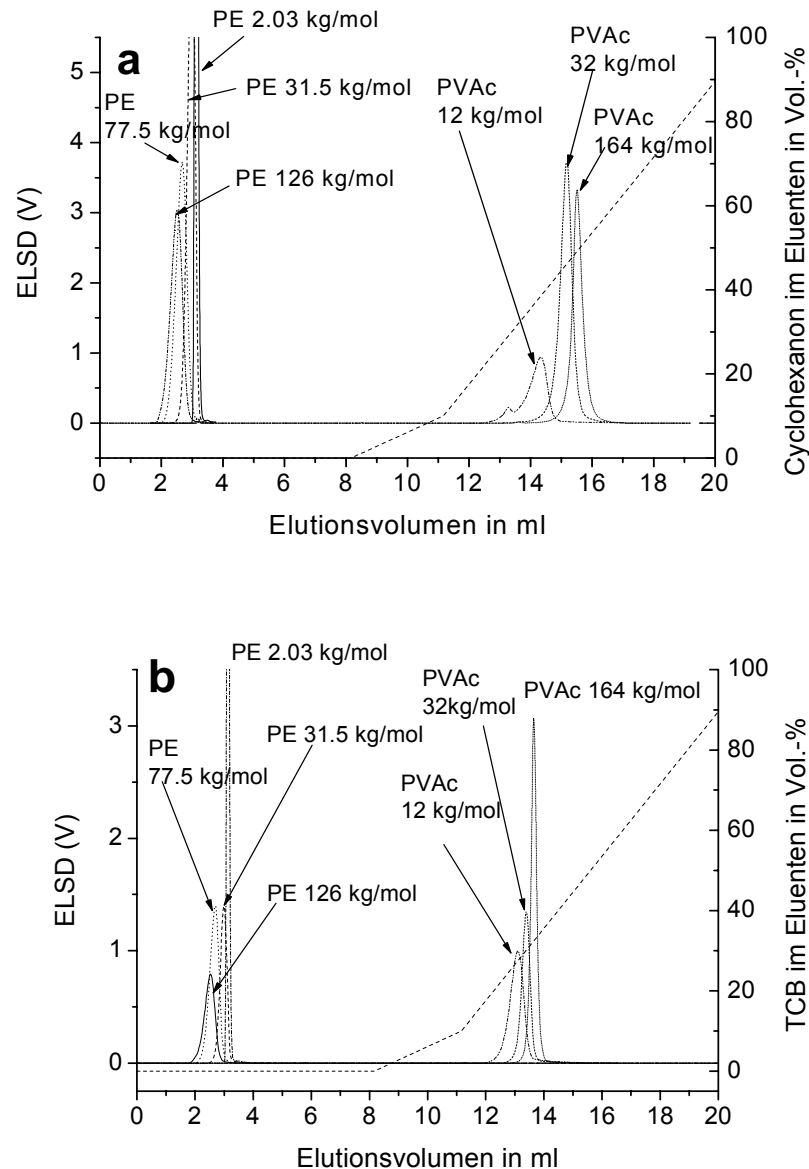 a
PE 2.03 kg/mol
PE 31.5 kg/mol
PE
77.5 kg/mol
PE 126 kg/mol
PVAc
12 kg/mol
PVAc
32 kg/mol
PVAc
164 kg/mol
ELSD (V)
5
4
3
2
1
0
Cyclohexanon im Eluenten in Vol.-%
100
80
60
40
20
0
0 2 4 6 8 10 12 14 16 18 20
Elutionsvolumen in ml
b
PE 2.03 kg/mol
PE 31.5 kg/mol
PE
77.5 kg/mol
PE 126 kg/mol
PVAc
32kg/mol
PVAc 164 kg/mol
PVAc
12 kg/mol
ELSD (V)
3
2
1
0
TCB im Eluenten in Vol.-%
100
80
60
40
20
0
0 2 4 6 8 10 12 14 16 18 20
Elutionsvolumen in ml